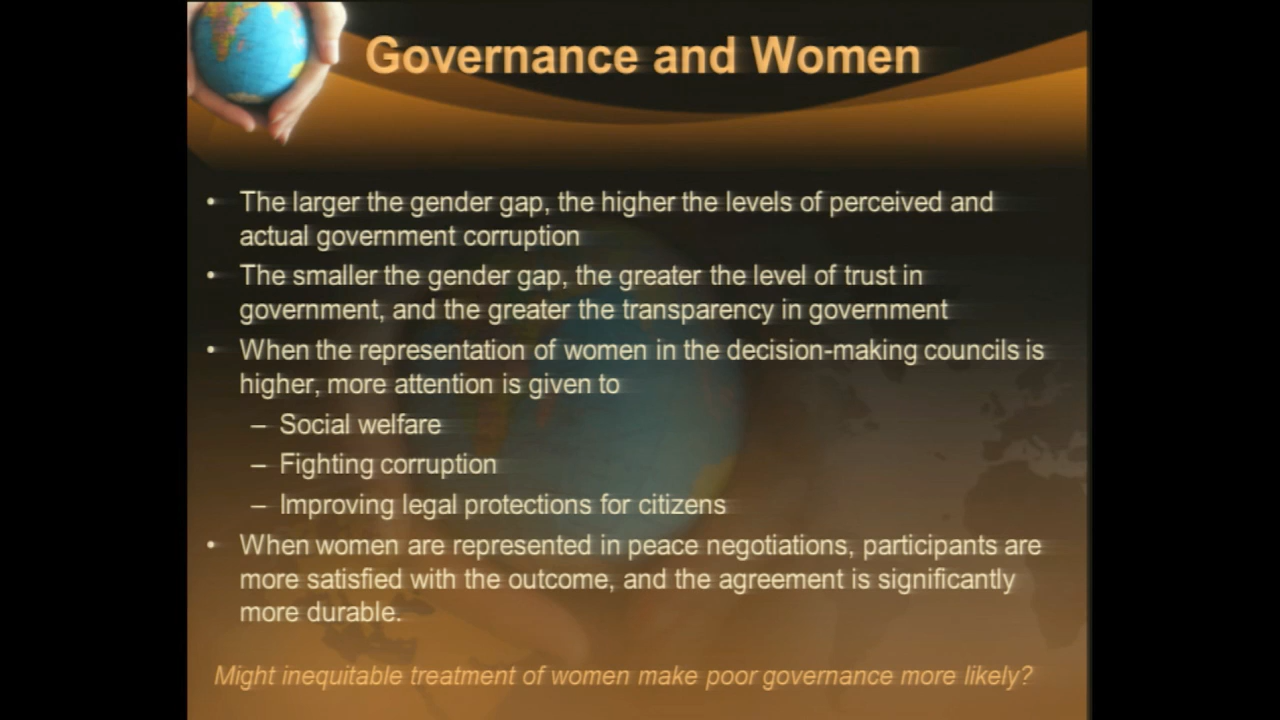 Governance and Women
• The larger the gender gap, the higher the levels of perceived and
actual government corruption
• The smaller the gender gap, the greater the level of trust in
government, and the greater the transparency in government
• When the representation of women in the decision-making councils is
higher, more attention is given to
– Social welfare
– Fighting corruption
– Improving legal protections for citizens
• When women are represented in peace negotiations, participants are
more satisfied with the outcome, and the agreement is significantly
more durable.
Might inequitable treatment of women make poor governance more likely?